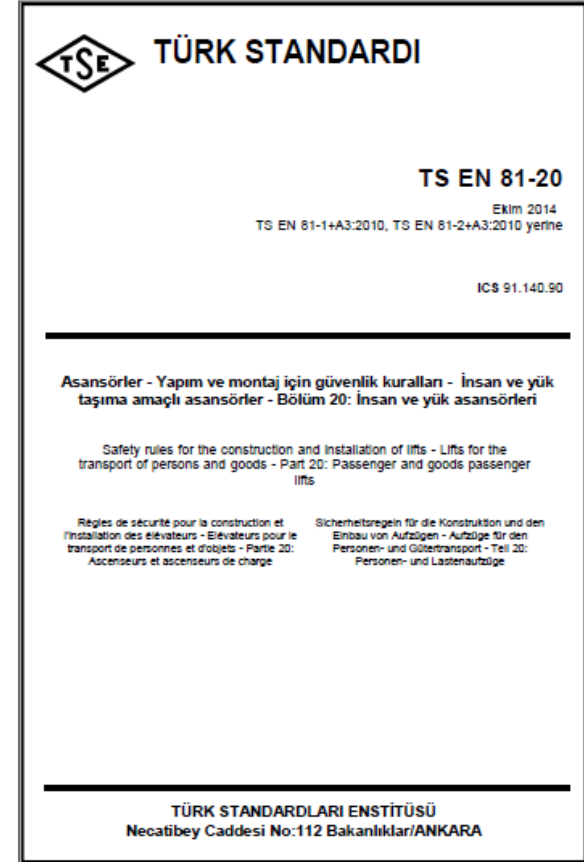 TSE
TÜRK STANDARDI
TS EN 81-20
Ekim 2014
TS EN 81-1+A3:2010, TS EN 81-2+A3:2010 yerine
ICS 91.140.90
Asansörler - Yapım ve montaj için güvenlik kuralları - İnsan ve yük
taşıma amaçlı asansörler - Bölüm 20: İnsan ve yük asansörleri
Safety rules for the construction and installation of lifts - Lifts for the
transport of persons and goods - Part 20: Passenger and goods passenger
lifts
Règles de sécurité pour la construction et
l'installation des élévateurs - Elévateurs pour le
transport de personnes et d'objets - Partie 20:
Ascenseurs et ascenseurs de charge
Sicherheitsregeln für die Konstruktion und den
Einbau von Aufzügen - Aufzüge für den
Personen- und Gütertransport - Teil 20:
Personen- und Lastenaufzüge
TÜRK STANDARDLARI ENSTİTÜSÜ
Necatibey Caddesi No:112 Bakanlıklar/ANKARA